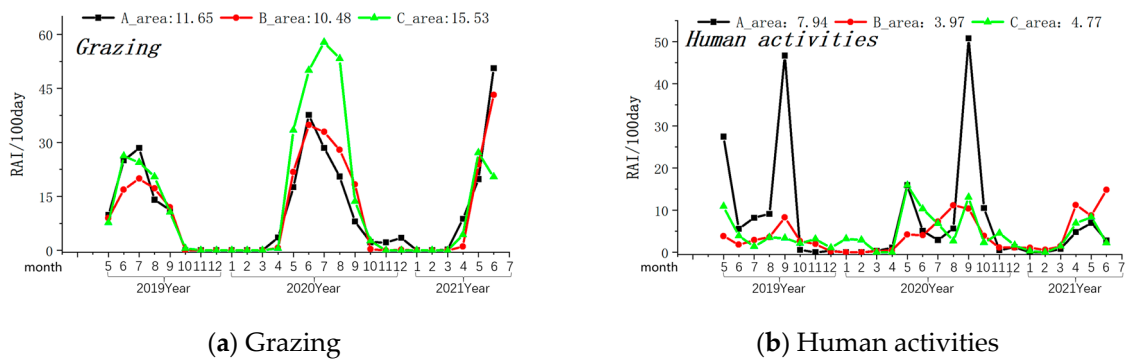 A_area:11.65 B_area:10.48 C_area:15.53
Grazing
RAI/100day
60
45
30
15
0
month
5 6 7 8 9 10 11 12 1 2 3 4 5 6 7 8 9 10 11 12 1 2 3 4 5 6 7
2019Year 2020Year 2021Year
(a) Grazing
A_area: 7.94 B_area: 3.97 C_area: 4.77
Human activities
RAI/100day
50
40
30
20
10
0
month
5 6 7 8 9 10 11 12 1 2 3 4 5 6 7 8 9 10 11 12 1 2 3 4 5 6 7
2019Year 2020Year 2021Year
(b) Human activities